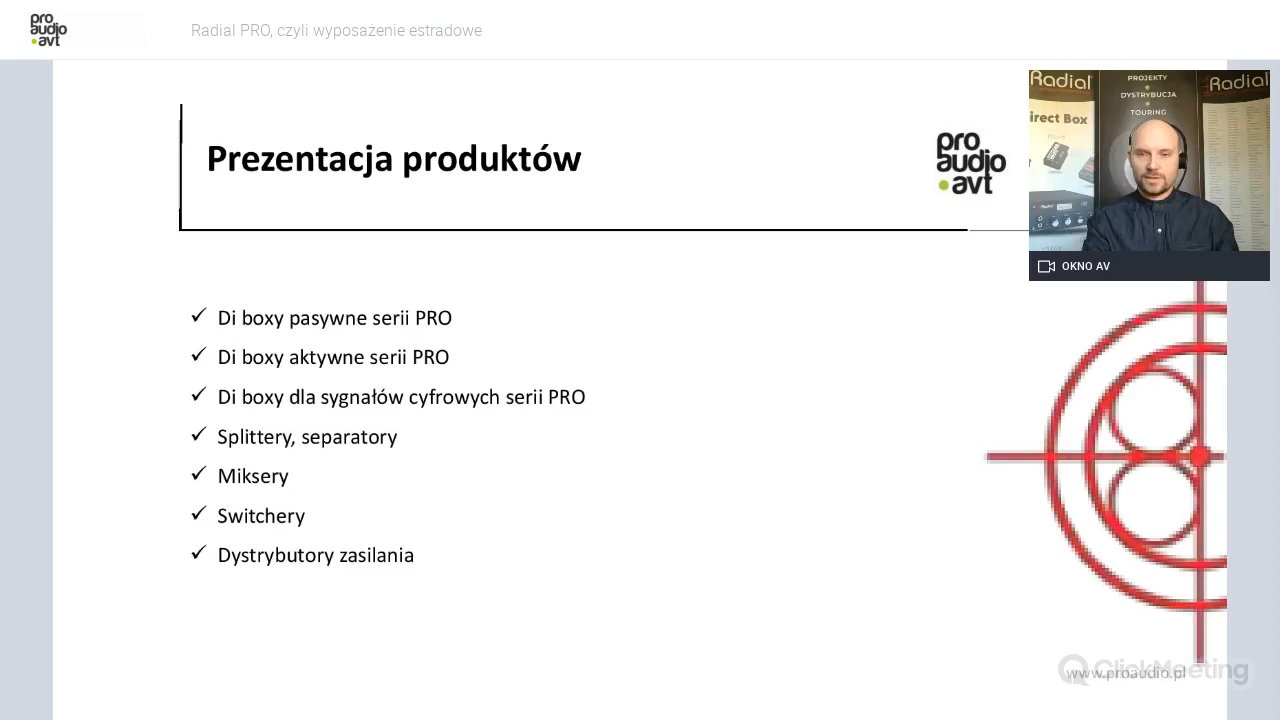 pro
audio
.avt
Radial PRO, czyli wyposażenie estradowe
Prezentacja produktów
pro
audio
.avt
Radial
PROJEKTY
DYSTRYBUCJA
TOURING
Radial
irect Box
OKNO AV
Di boxy pasywne serii PRO
Di boxy aktywne serii PRO
Di boxy dla sygnałów cyfrowych serii PRO
Splittery, separatory
Miksery
Switchery
Dystrybutory zasilania
ClickMeeting
www.proaudio.pl